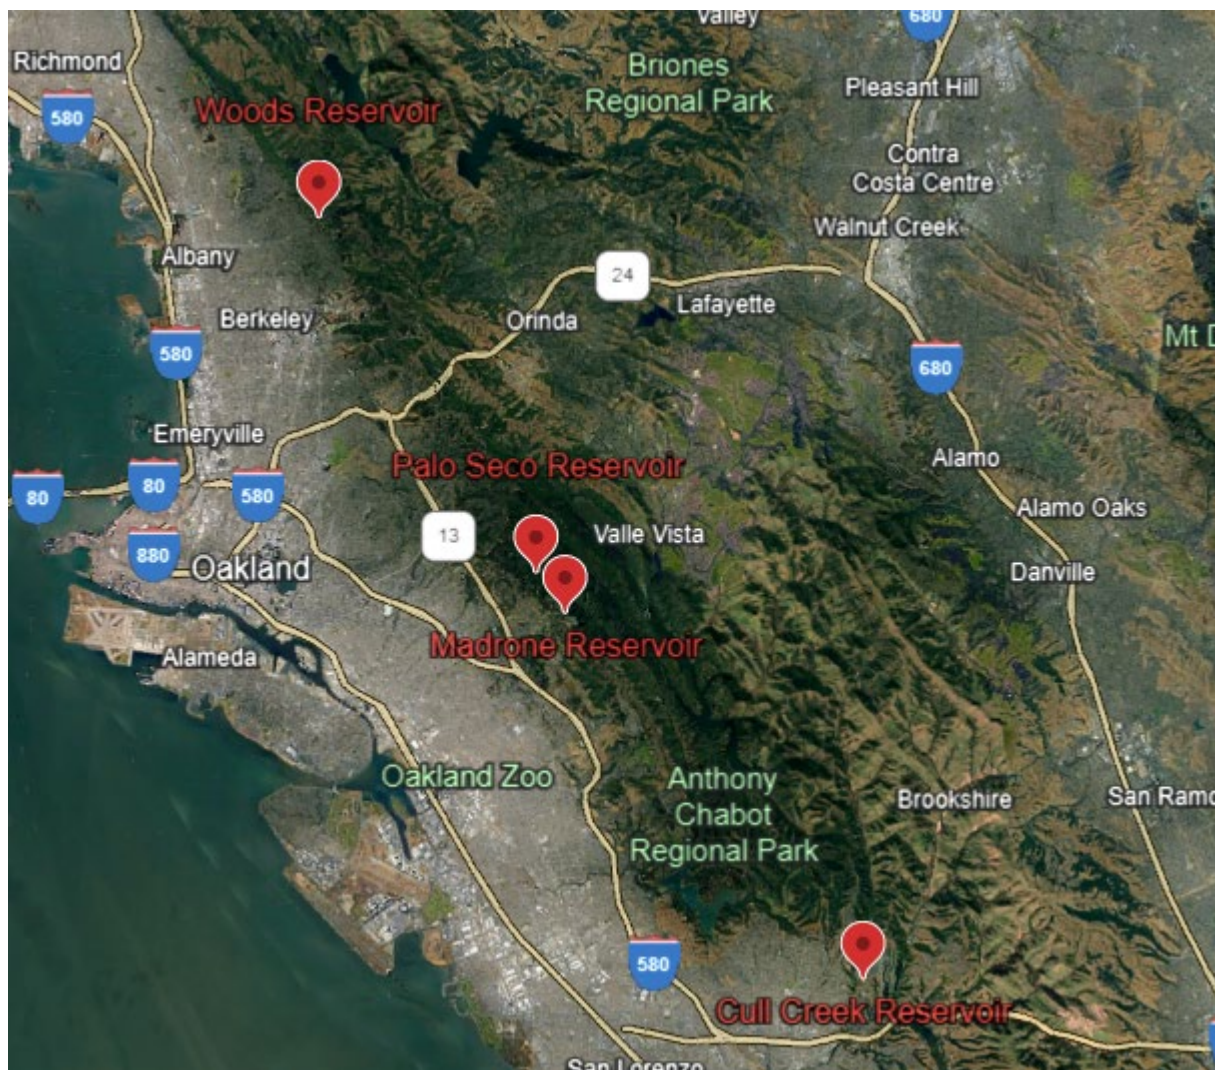 Valley
680
Richmond
Briones
Regional Park
Pleasant Hill
580
Woods Reservoir
Contra
Costa Centre
Walnut Creek
Albany
24
Lafayette
Berkeley
Orinda
Mt D
580
680
Emeryville
Alamo
Palo Seco Reservoir
80
80
580
Alamo Oaks
13
Valle Vista
880
Oakland
Danville
Madrone Reservoir
Alameda
Oakland Zoo
Anthony
Chabot
Regional Park
Brookshire
San Ramo
580
Cull Creek Reservoir
San Lorenzo